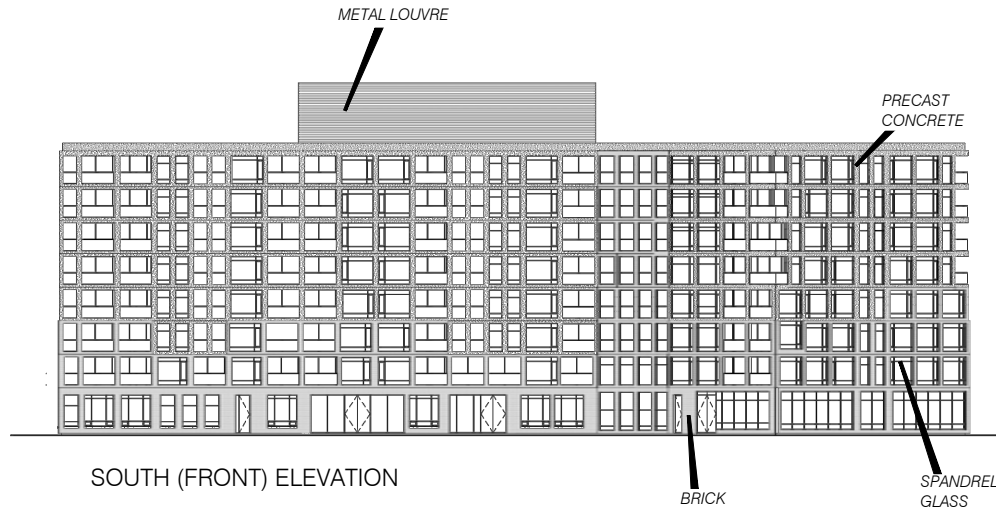 METAL LOUVRE
PRECAST
CONCRETE
SOUTH (FRONT) ELEVATION
BRICK
SPANDREL
GLASS